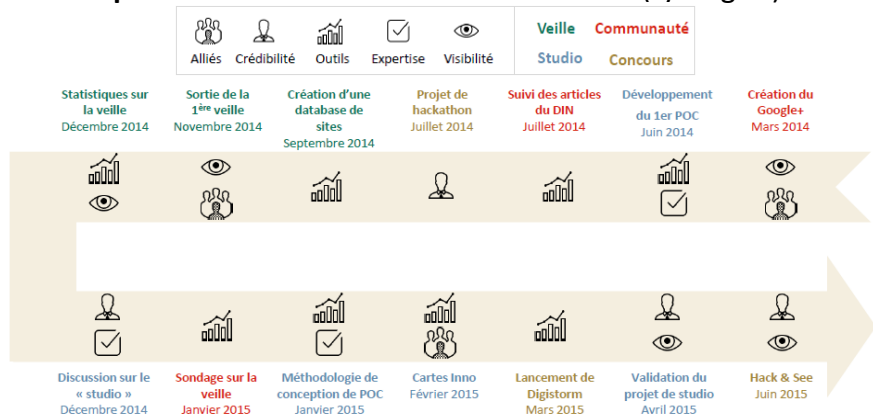 Alliés Crédibilité Outils Expertise Visibilité
Veille Communauté
Studio Concours
Statistiques sur
la veille
Décembre 2014
Sortie de la
1ère veille
Novembre 2014
Création d'une
database de
sites
Septembre 2014
Projet de
hackathon
Juillet 2014
Suivi des articles
du DIN
Juillet 2014
Développement
du 1er POC
Juin 2014
Création du
Google+
Mars 2014
Discussion sur le
« studio »
Décembre 2014
Sondage sur la
veille
Janvier 2015
Méthodologie de
conception de POC
Janvier 2015
Cartes Inno
Février 2015
Lancement de
Digistorm
Mars 2015
Validation du
projet de studio
Avril 2015
Hack & See
Juin 2015